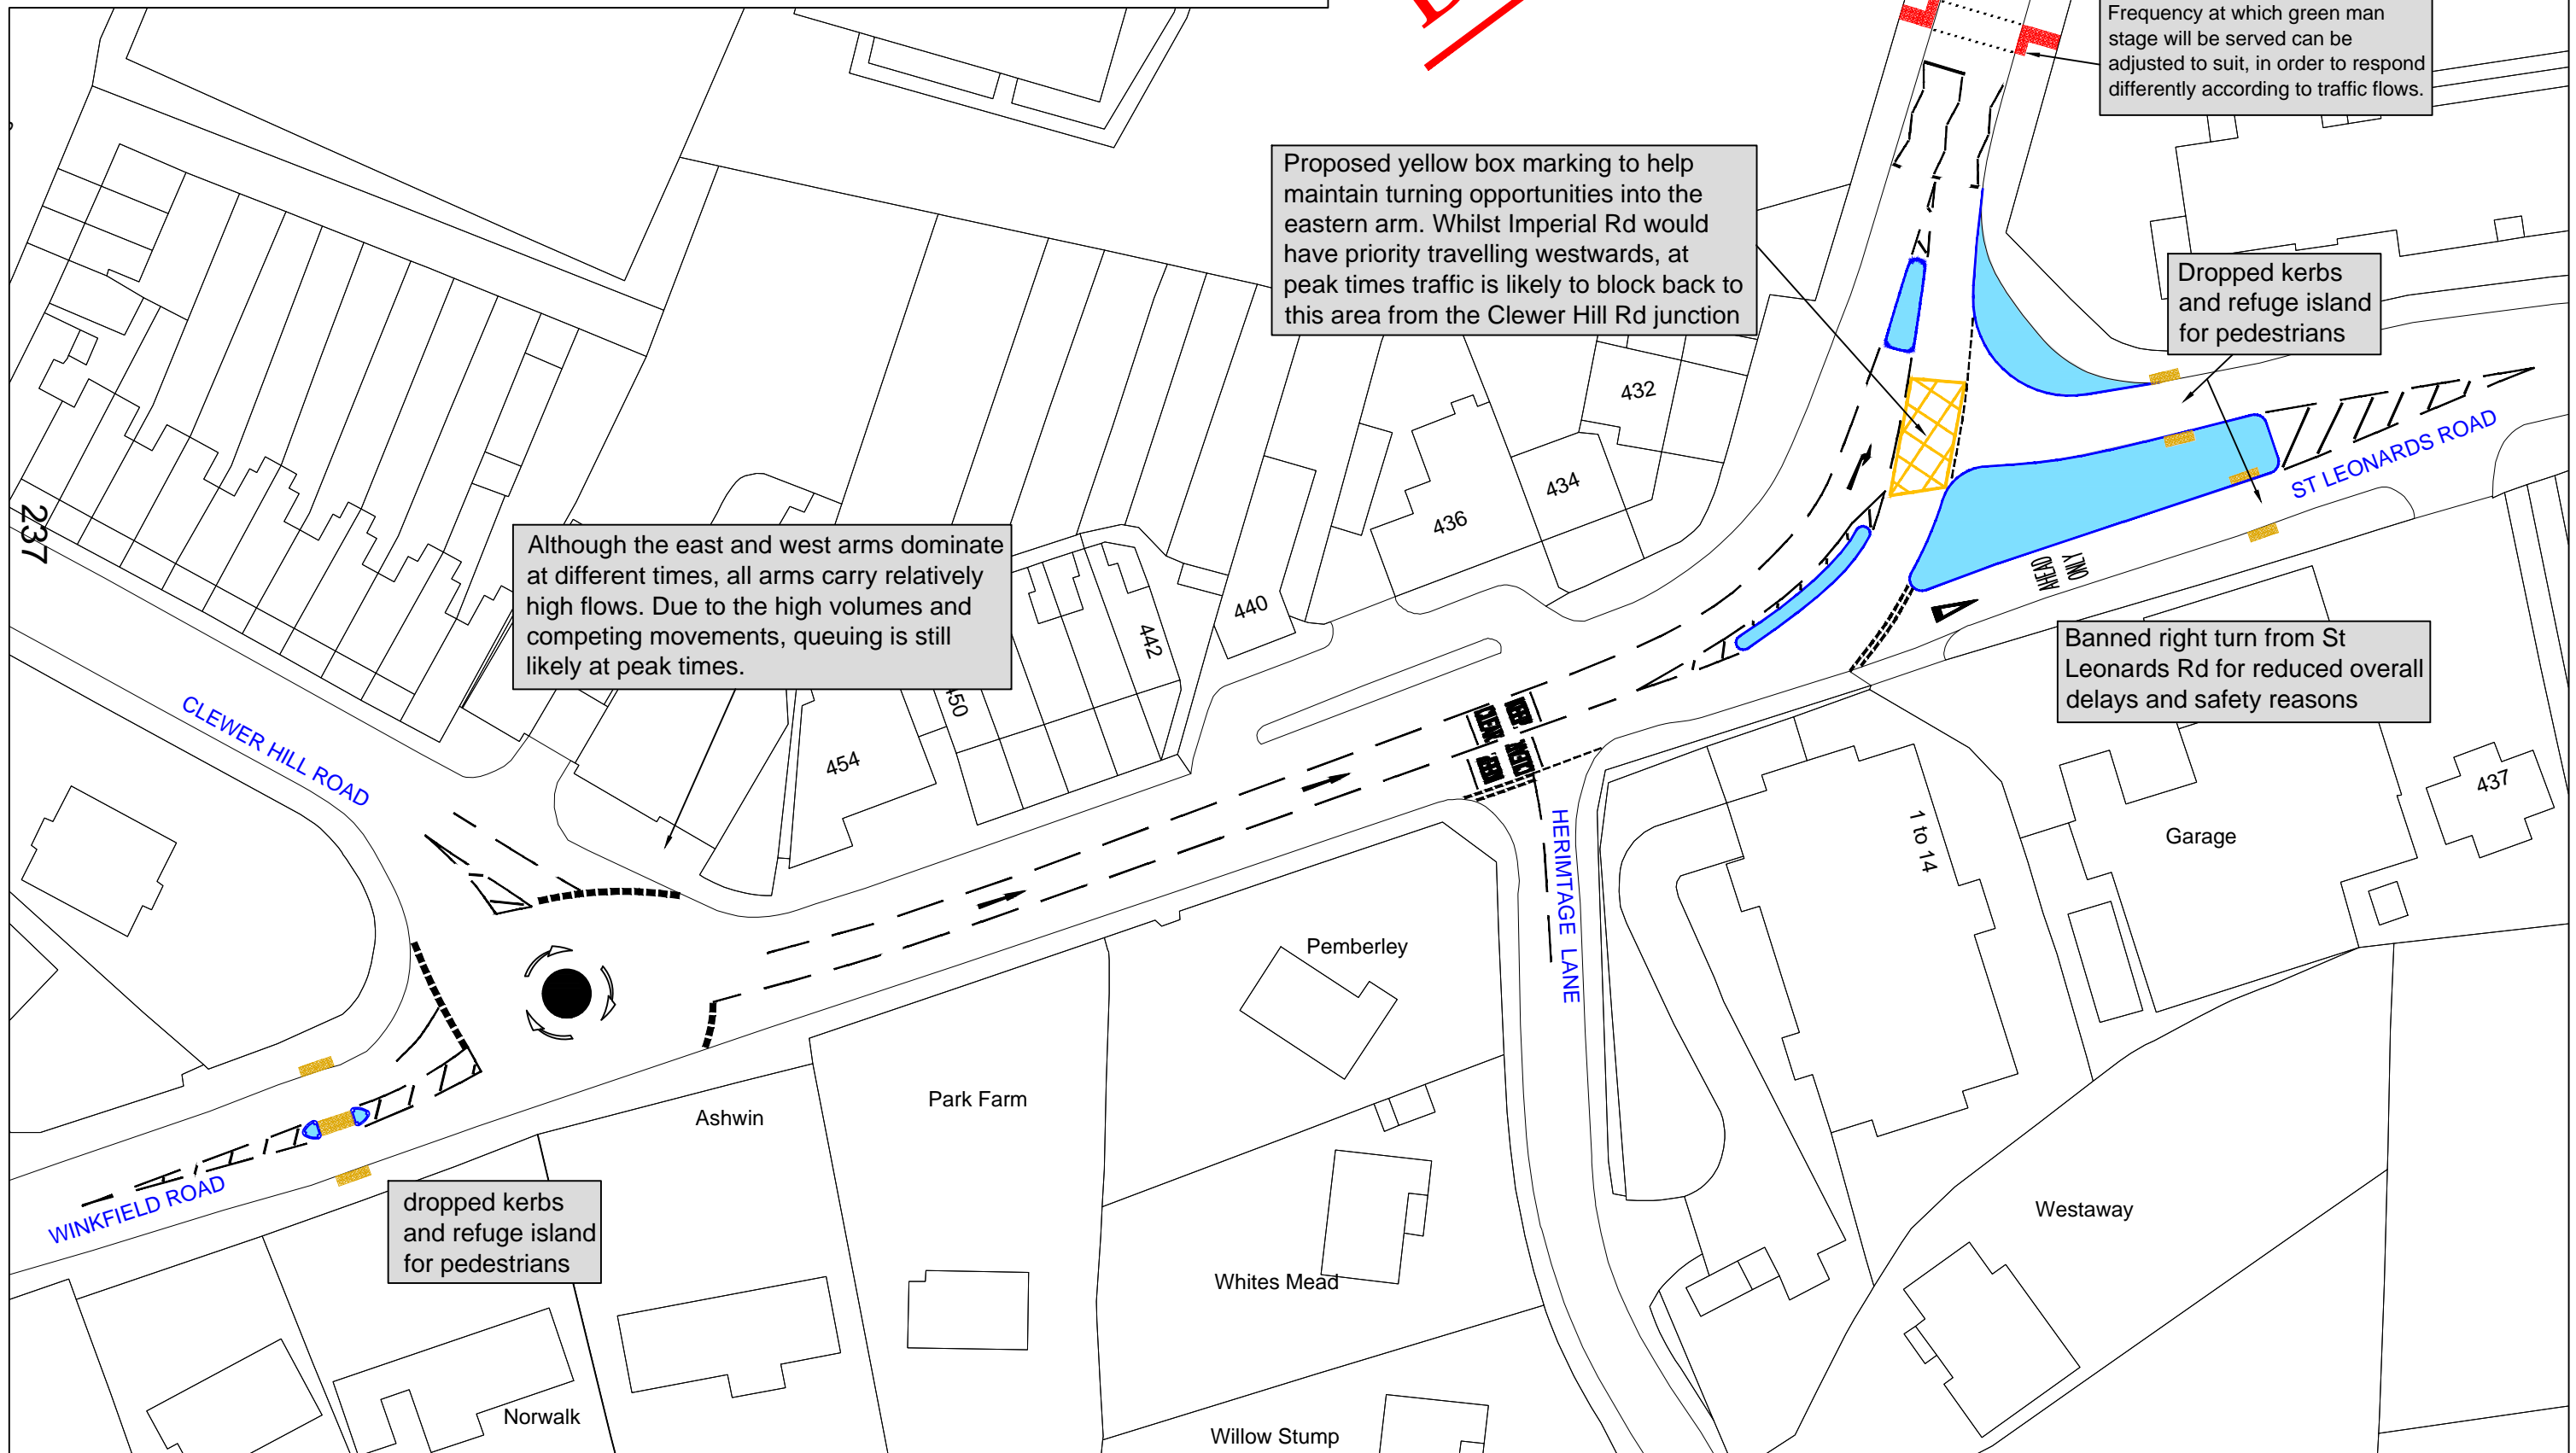 Frequency at which green man
stage will be served can be
adjusted to suit, in order to respond
differently according to traffic flows.
Proposed yellow box marking to help
maintain turning opportunities into the
eastern arm. Whilst Imperial Rd would
have priority travelling westwards, at
peak times traffic is likely to block back to
this area from the Clewer Hill Rd junction
Dropped kerbs
and refuge island
for pedestrians
432
434
436
440
442
450
454
237
ST LEONARDS ROAD
AHEAD
ONLY
Although the east and west arms dominate
at different times, all arms carry relatively
high flows. Due to the high volumes and
competing movements, queuing is still
likely at peak times.
Banned right turn from St
Leonards Rd for reduced overall
delays and safety reasons
CLEWER HILL ROAD
KEEP
CLEAR
KEEP
CLEAR
HERIMTAGE LANE
1 to 14
Garage
437
Pemberley
Park Farm
Ashwin
WINKFIELD ROAD
dropped kerbs
and refuge island
for pedestrians
Whites Mead
Westaway
Norwalk
Willow Stump